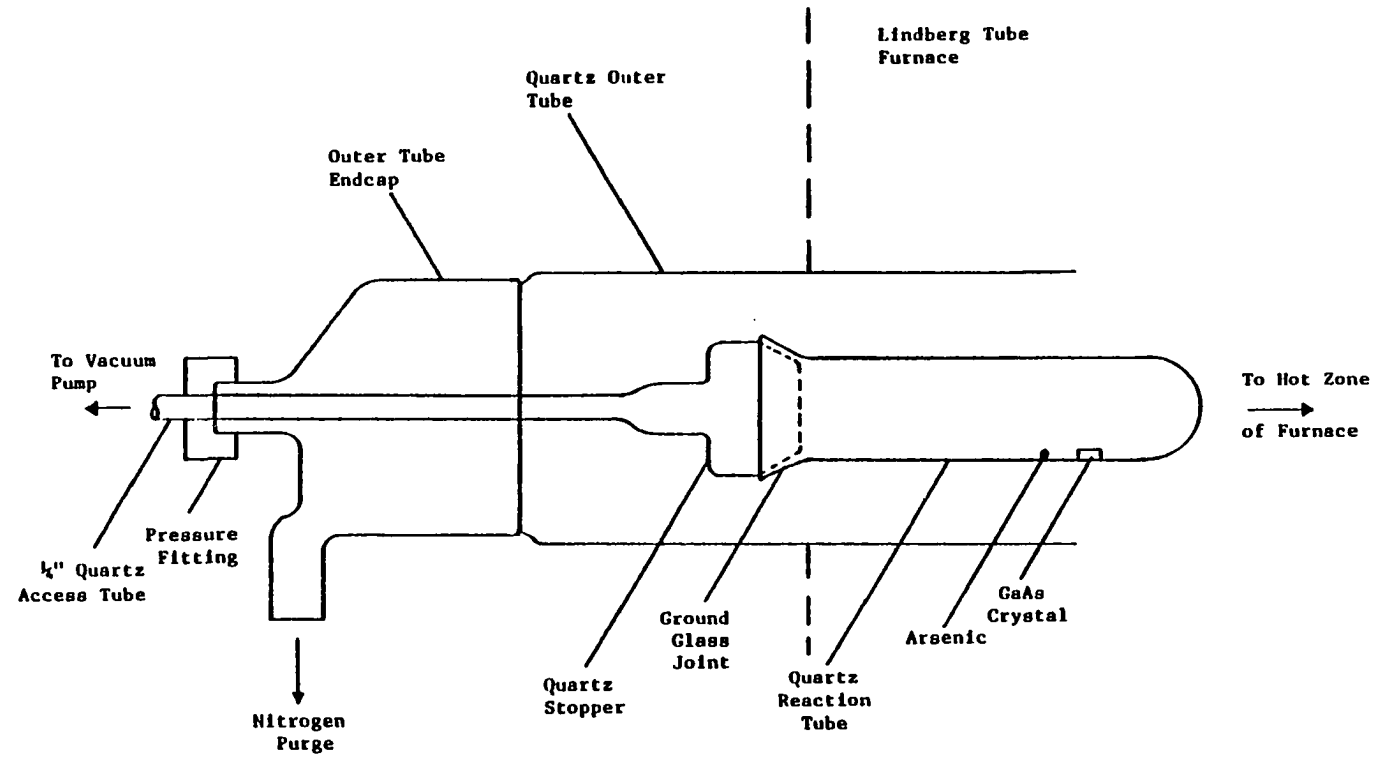 Lindberg Tube
Furnace
Quartz Outer
Tube
Outer Tube
Endcap
To Vacuum
Pump
To Hot Zone
of Furnace
Pressure
Fitting
¼" Quartz
Access Tube
GaAs
Crystal
Arsenic
Ground
Glass
Joint
Quartz
Reaction
Tube
Quartz
Stopper
Nitrogen
Purge